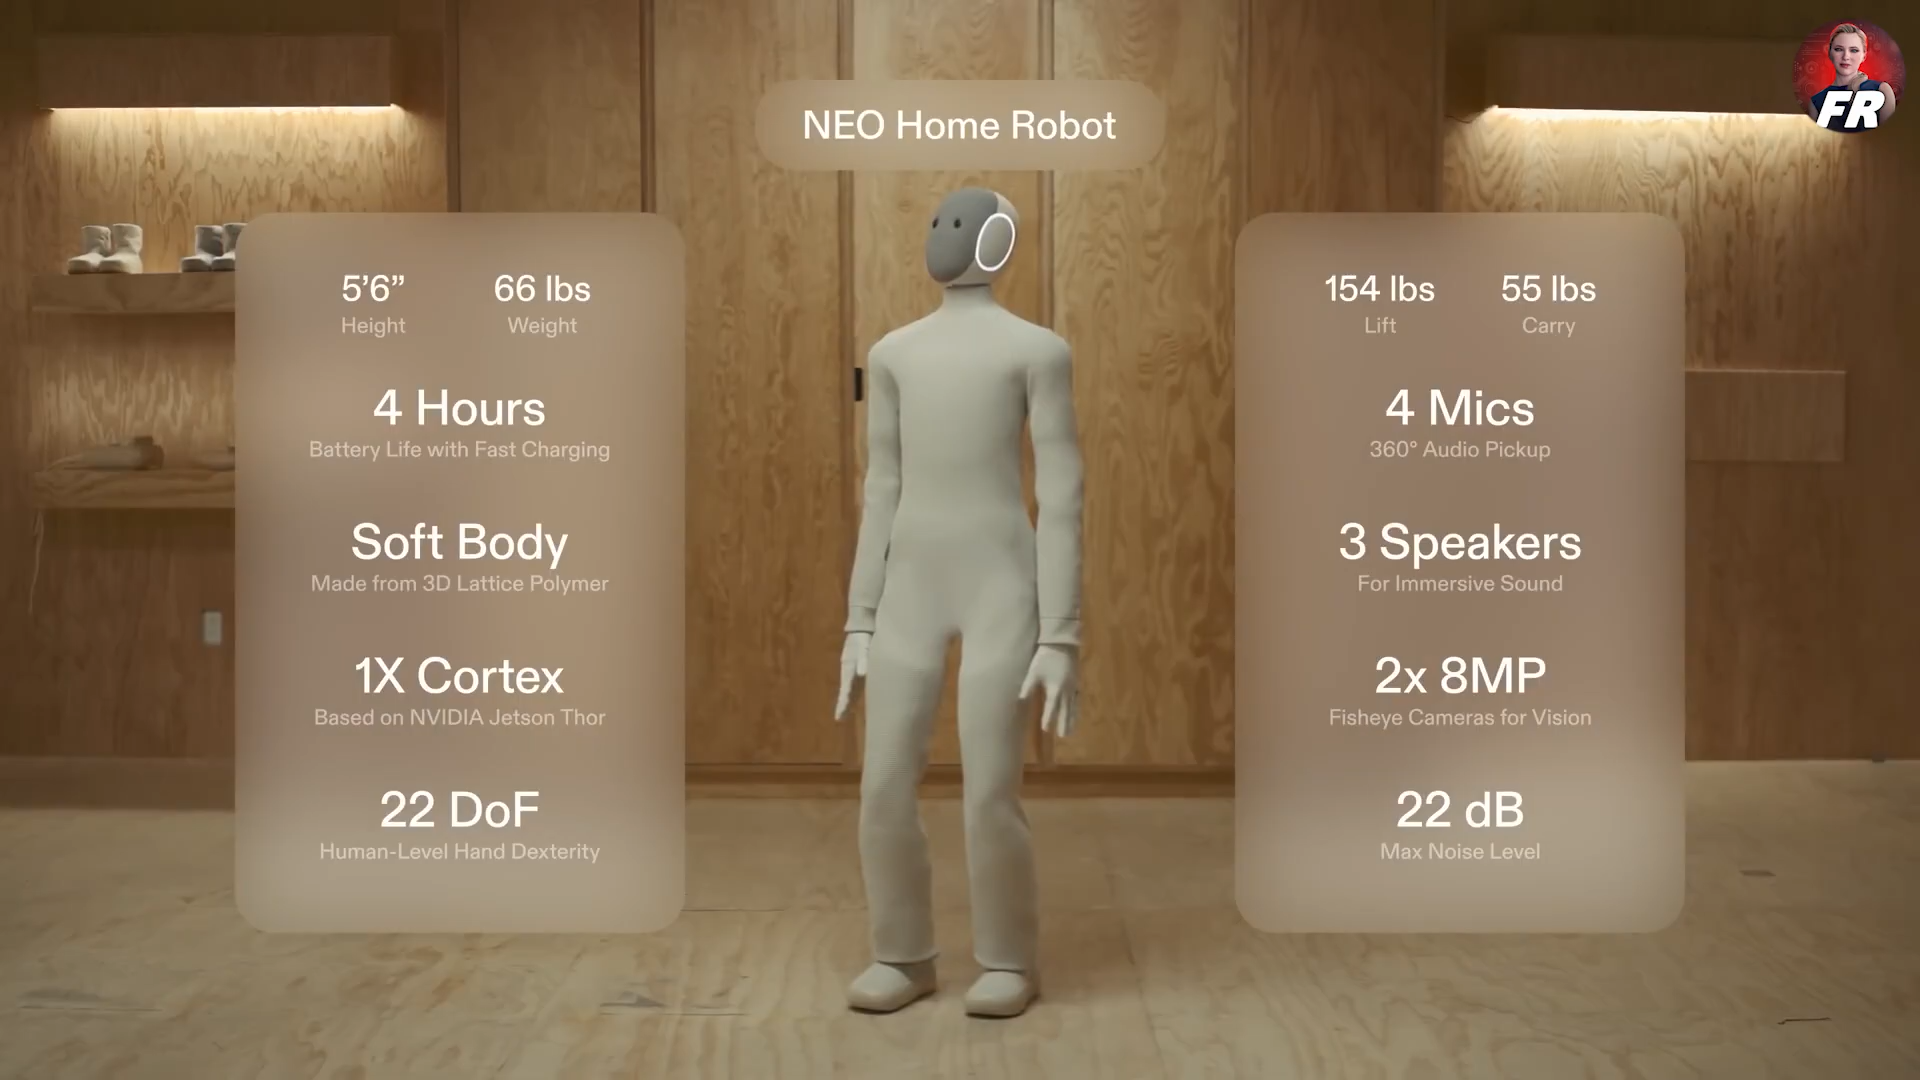 FR
NEO Home Robot
5’6” 66 lbs
Height Weight
4 Hours
Battery Life with Fast Charging
Soft Body
Made from 3D Lattice Polymer
1X Cortex
Based on NVIDIA Jetson Thor
22 DoF
Human-Level Hand Dexterity
154 lbs 55 lbs
Lift Carry
4 Mics
360° Audio Pickup
3 Speakers
For Immersive Sound
2x 8MP
Fisheye Cameras for Vision
22 dB
Max Noise Level